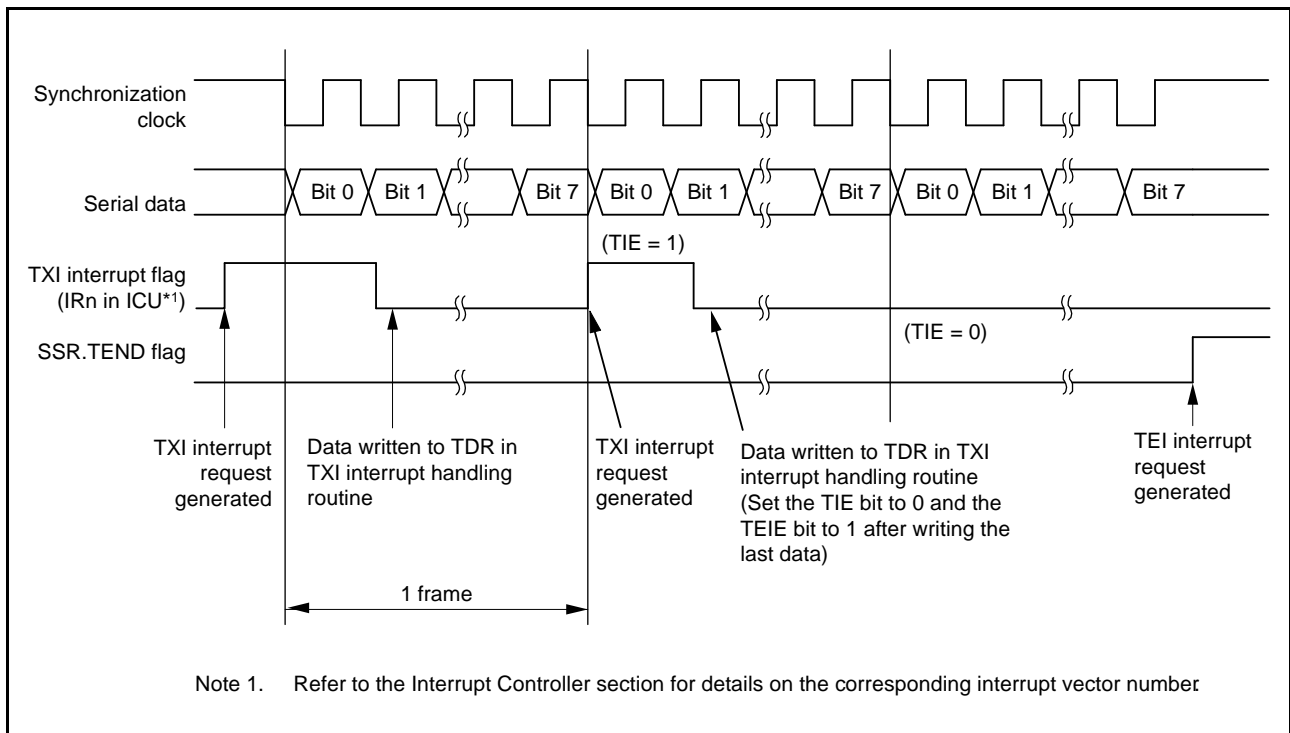 Synchronization
clock
Serial data
Bit 0 Bit 1 Bit 7 Bit 0 Bit 1 Bit 7 Bit 0 Bit 1 Bit 7
(TIE = 1)
TXI interrupt flag
(IRn in ICU*1)
(TIE = 0)
SSR.TEND flag
TXI interrupt
request
generated
Data written to TDR in
TXI interrupt handling
routine
TXI interrupt
request
generated
Data written to TDR in TXI
interrupt handling routine
(Set the TIE bit to 0 and the
TEIE bit to 1 after writing the
last data)
TEI interrupt
request
generated
1 frame
Note 1. Refer to the Interrupt Controller section for details on the corresponding interrupt vector number.